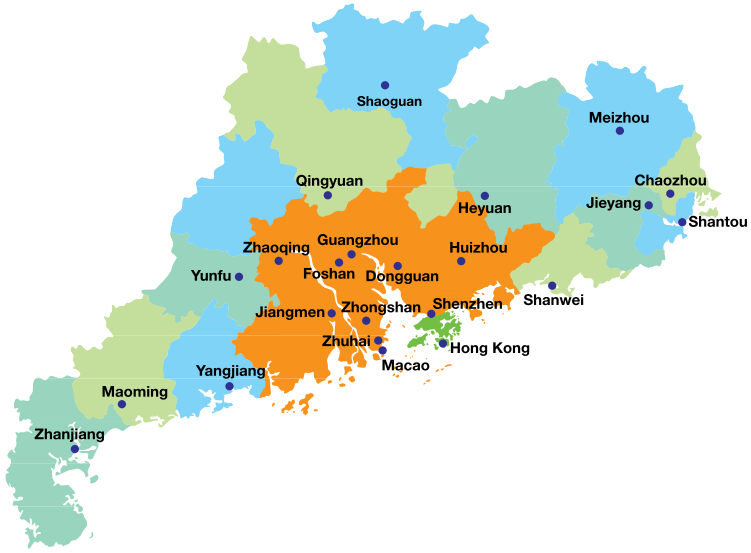 Shaoguan
Meizhou
Qingyuan
Chaozhou
Heyuan
Jieyang
Shantou
Zhaoqing
Guangzhou
Huizhou
Yunfu
Foshan
Dongguan
Shanwei
Jiangmen
Zhongshan
Shenzhen
Zhuhai
Hong Kong
Macao
Yangjiang
Maoming
Zhanjiang